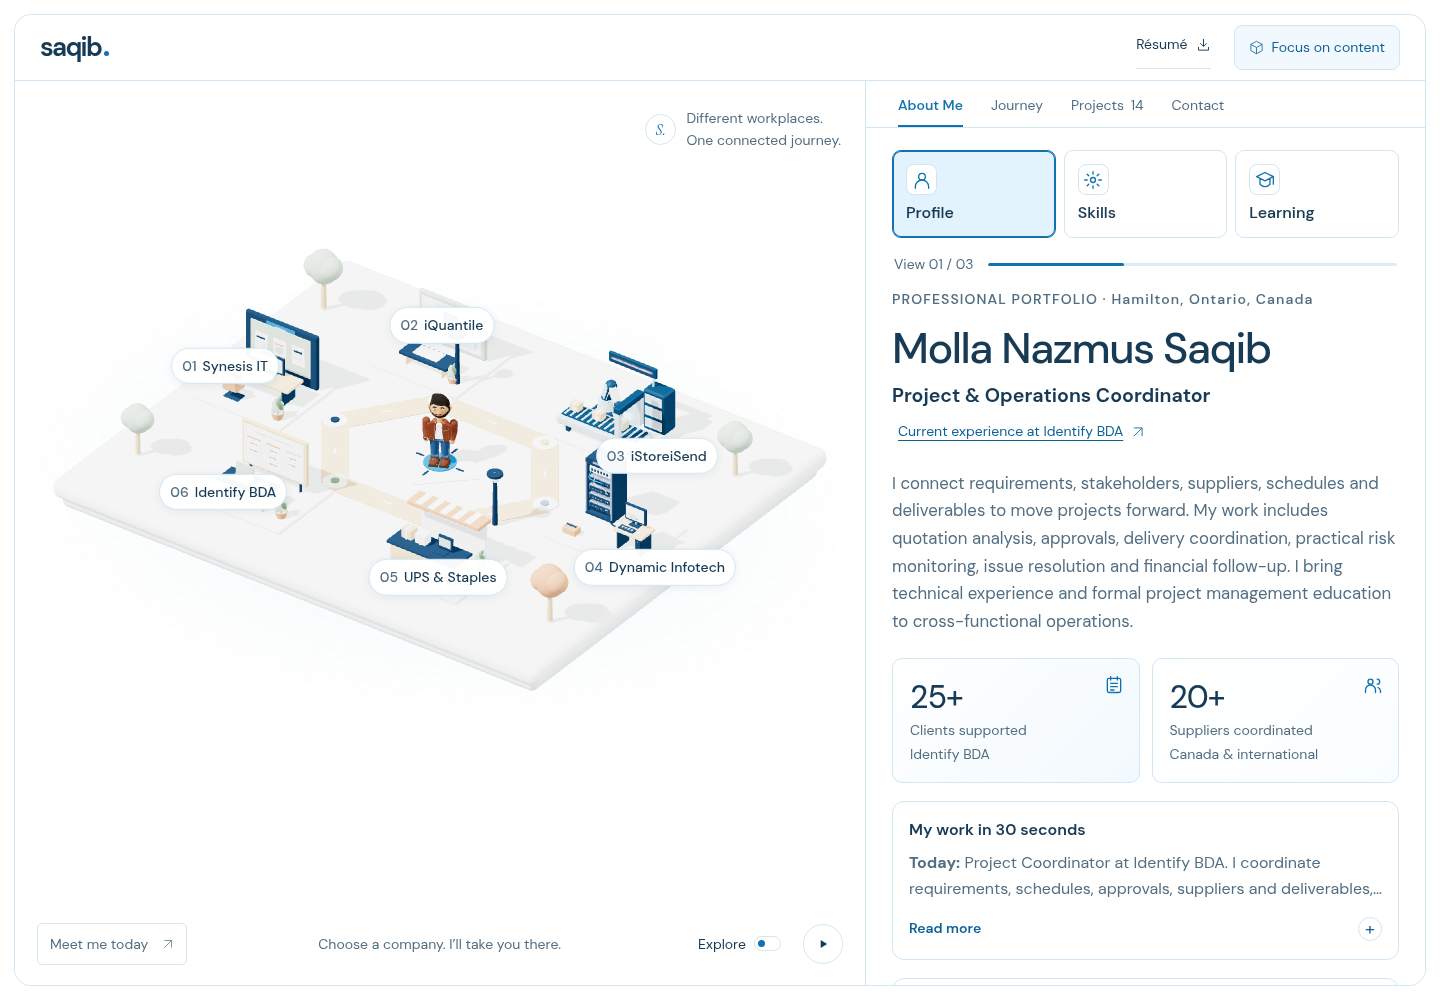 saqib.
Résumé
Focus on content
S.
Different workplaces.
One connected journey.
02 iQuantile
01 Synesis IT
03 iStoreiSend
06 Identify BDA
04 Dynamic Infotech
05 UPS & Staples
Meet me today
Choose a company. I’ll take you there.
Explore
About Me
Journey
Projects 14
Contact
Profile
Skills
Learning
View 01 / 03
PROFESSIONAL PORTFOLIO · Hamilton, Ontario, Canada
Molla Nazmus Saqib
Project & Operations Coordinator
Current experience at Identify BDA
I connect requirements, stakeholders, suppliers, schedules and
deliverables to move projects forward. My work includes
quotation analysis, approvals, delivery coordination, practical risk
monitoring, issue resolution and financial follow-up. I bring
technical experience and formal project management education
to cross-functional operations.
25+
Clients supported
Identify BDA
20+
Suppliers coordinated
Canada & international
My work in 30 seconds
Today: Project Coordinator at Identify BDA. I coordinate
requirements, schedules, approvals, suppliers and deliverables,...
Read more